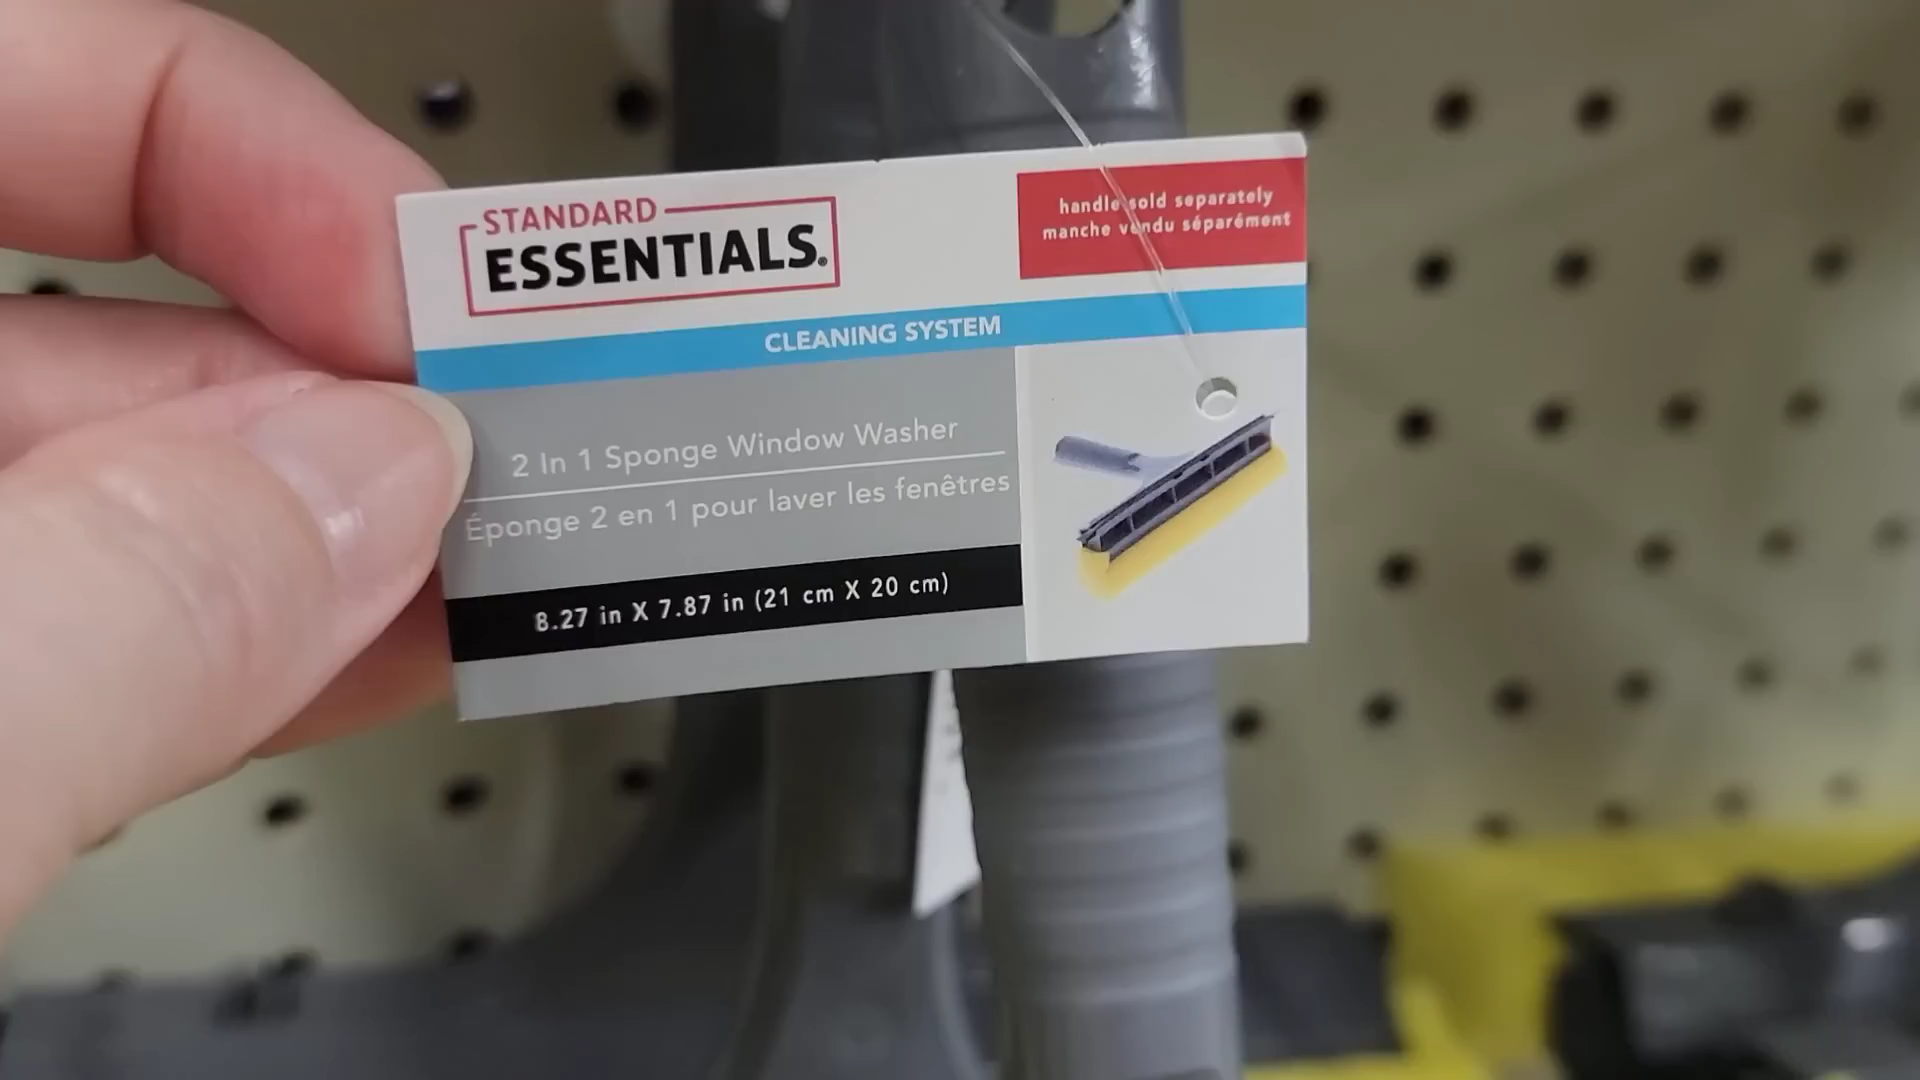 STANDARD
ESSENTIALS®
handle sold separately
manche vendu séparément
CLEANING SYSTEM
2 In 1 Sponge Window Washer
Éponge 2 en 1 pour laver les fenêtres
8.27 in X 7.87 in (21 cm X 20 cm)